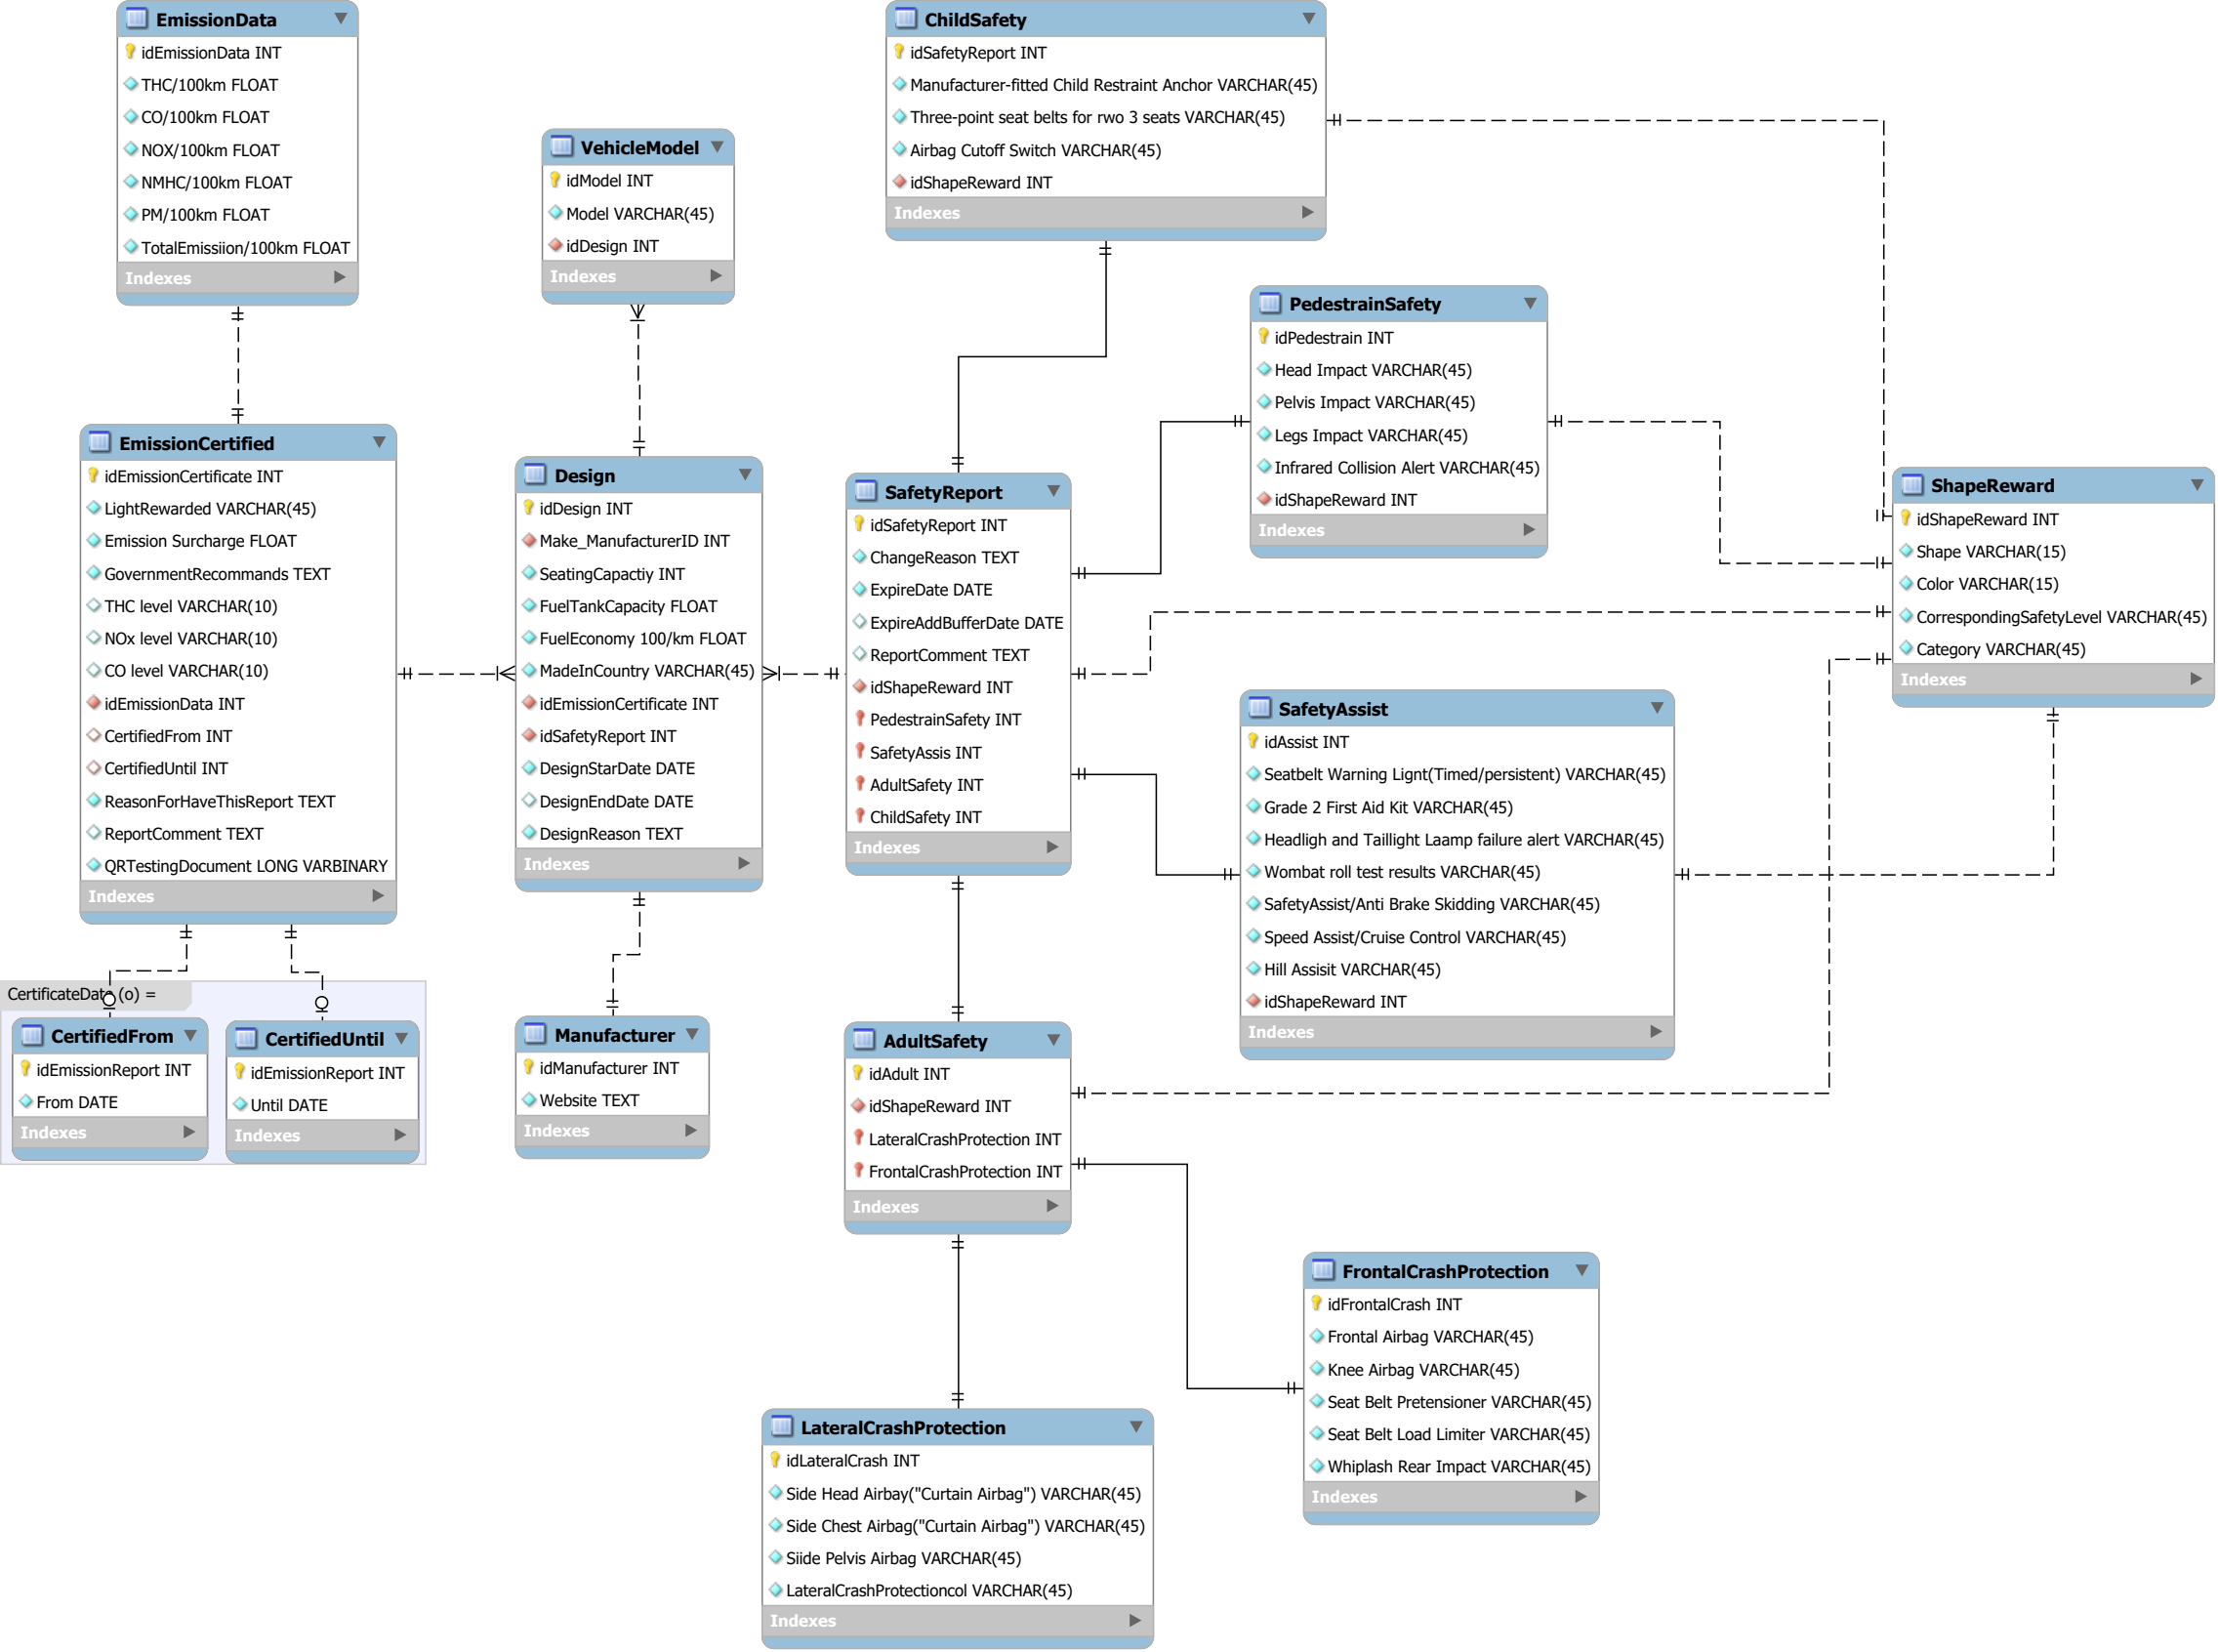 EmissionData
idEmissionData INT
THC/100km FLOAT
CO/100km FLOAT
NOX/100km FLOAT
NMHC/100km FLOAT
PM/100km FLOAT
TotalEmissiion/100km FLOAT
Indexes
VehicleModel
idModel INT
Model VARCHAR(45)
idDesign INT
Indexes
ChildSafety
idSafetyReport INT
Manufacturer-fitted Child Restraint Anchor VARCHAR(45)
Three-point seat belts for rwo 3 seats VARCHAR(45)
Airbag Cutoff Switch VARCHAR(45)
idShapeReward INT
Indexes
PedestrainSafety
idPedestrain INT
Head Impact VARCHAR(45)
Pelvis Impact VARCHAR(45)
Legs Impact VARCHAR(45)
Infrared Collision Alert VARCHAR(45)
idShapeReward INT
Indexes
EmissionCertified
idEmissionCertificate INT
LightRewarded VARCHAR(45)
Emission Surcharge FLOAT
GovernmentRecommands TEXT
THC level VARCHAR(10)
NOx level VARCHAR(10)
CO level VARCHAR(10)
idEmissionData INT
CertifiedFrom INT
CertifiedUntil INT
ReasonForHaveThisReport TEXT
ReportComment TEXT
QRTestingDocument LONG VARBINARY
Indexes
Design
idDesign INT
Make_ManufacturerID INT
SeatingCapactiy INT
FuelTankCapacity FLOAT
FuelEconomy 100/km FLOAT
MadeInCountry VARCHAR(45)
idEmissionCertificate INT
idSafetyReport INT
DesignStarDate DATE
DesignEndDate DATE
DesignReason TEXT
Indexes
SafetyReport
idSafetyReport INT
ChangeReason TEXT
ExpireDate DATE
ExpireAddBufferDate DATE
ReportComment TEXT
idShapeReward INT
PedestrainSafety INT
SafetyAssis INT
AdultSafety INT
ChildSafety INT
Indexes
ShapeReward
idShapeReward INT
Shape VARCHAR(15)
Color VARCHAR(15)
CorrespondingSafetyLevel VARCHAR(45)
Category VARCHAR(45)
Indexes
SafetyAssist
idAssist INT
Seatbelt Warning Lignt(Timed/persistent) VARCHAR(45)
Grade 2 First Aid Kit VARCHAR(45)
Headligh and Taillight Laamp failure alert VARCHAR(45)
Wombat roll test results VARCHAR(45)
SafetyAssist/Anti Brake Skidding VARCHAR(45)
Speed Assist/Cruise Control VARCHAR(45)
Hill Assisit VARCHAR(45)
idShapeReward INT
Indexes
(o) =
CertifiedFrom
idEmissionReport INT
From DATE
Indexes
CertifiedUntil
idEmissionReport INT
Until DATE
Indexes
Manufacturer
idManufacturer INT
Website TEXT
Indexes
AdultSafety
idAdult INT
idShapeReward INT
LateralCrashProtection INT
FrontalCrashProtection INT
Indexes
FrontalCrashProtection
idFrontalCrash INT
Frontal Airbag VARCHAR(45)
Knee Airbag VARCHAR(45)
Seat Belt Pretensioner VARCHAR(45)
Seat Belt Load Limiter VARCHAR(45)
Whiplash Rear Impact VARCHAR(45)
Indexes
LateralCrashProtection
idLateralCrash INT
Side Head Airbay("Curtain Airbag") VARCHAR(45)
Side Chest Airbag("Curtain Airbag") VARCHAR(45)
Siide Pelvis Airbag VARCHAR(45)
LateralCrashProtectioncol VARCHAR(45)
Indexes